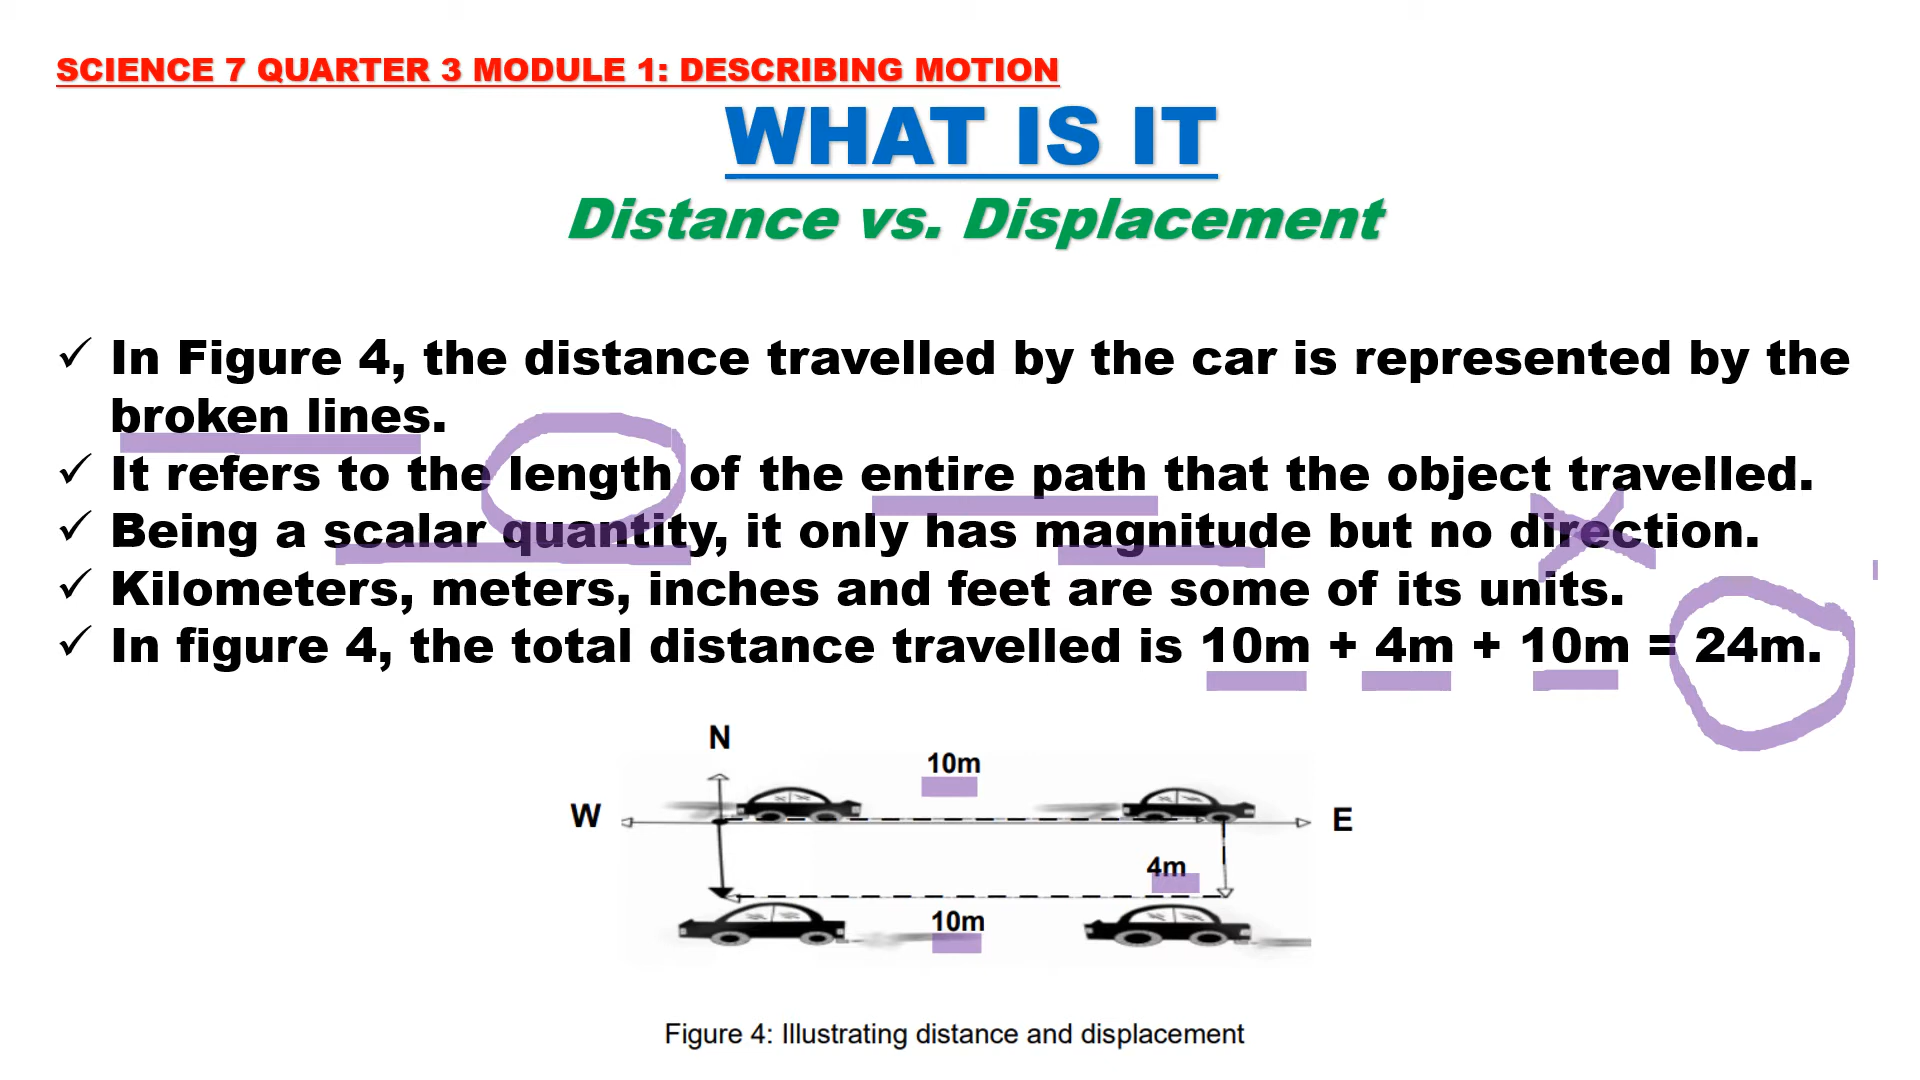 SCIENCE 7 QUARTER 3 MODULE 1: DESCRIBING MOTION
WHAT IS IT
Distance vs. Displacement
✓ In Figure 4, the distance travelled by the car is represented by the
broken lines.
✓ It refers to the length of the entire path that the object travelled.
✓ Being a scalar quantity, it only has magnitude but no direction.
✓ Kilometers, meters, inches and feet are some of its units.
✓ In figure 4, the total distance travelled is 10m + 4m + 10m = 24m.
N
10m
W
E
4m
10m
Figure 4: Illustrating distance and displacement